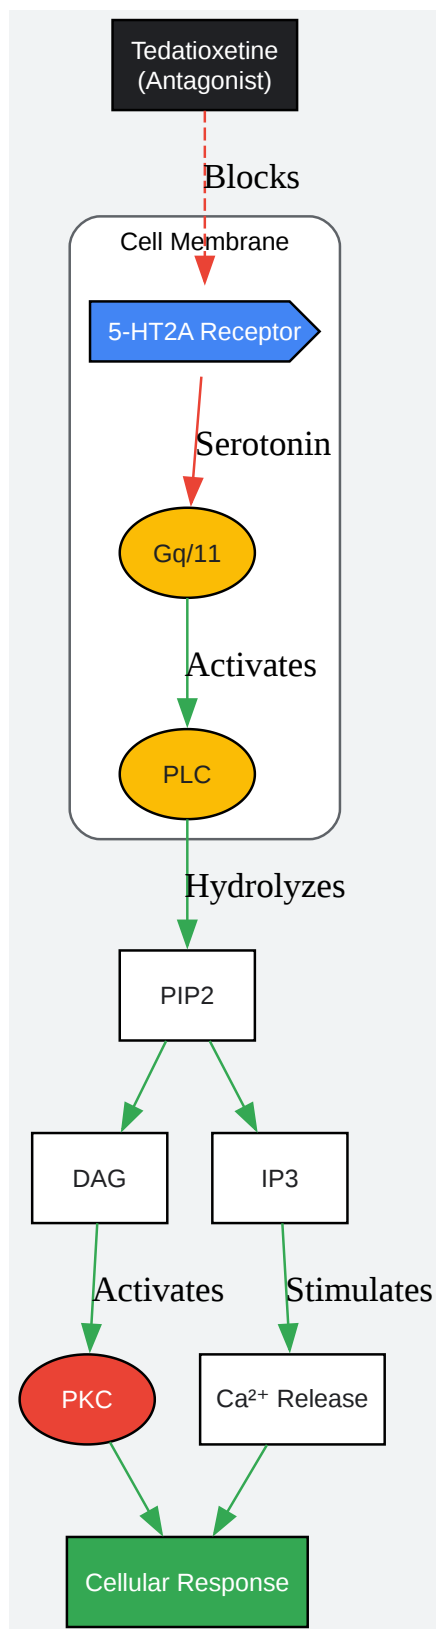 Tedatioxetine
(Antagonist)
Blocks
Cell Membrane
5-HT2A Receptor
Serotonin
Gq/11
Activates
PLC
Hydrolyzes
PIP2
DAG
IP3
Activates
Stimulates
PKC
Ca²⁺ Release
Cellular Response